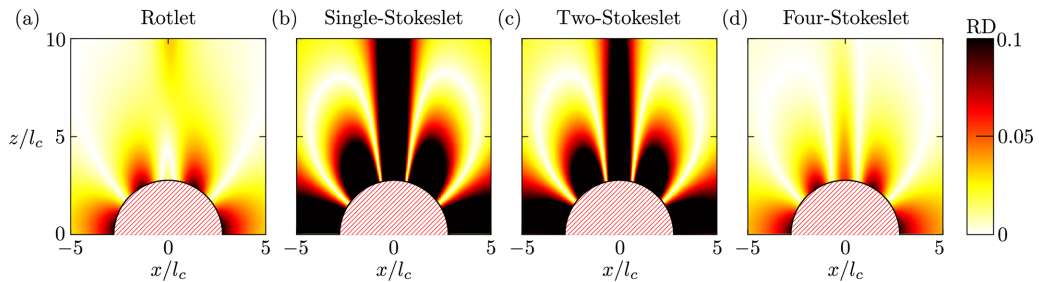 (a) Rotlet (b) Single-Stokeslet (c) Two-Stokeslet (d) Four-Stokeslet RD
10 0.1
z/l_c 5 0.05
0 0
−5 0 5 −5 0 5 −5 0 5 −5 0 5
x/l_c x/l_c x/l_c x/l_c